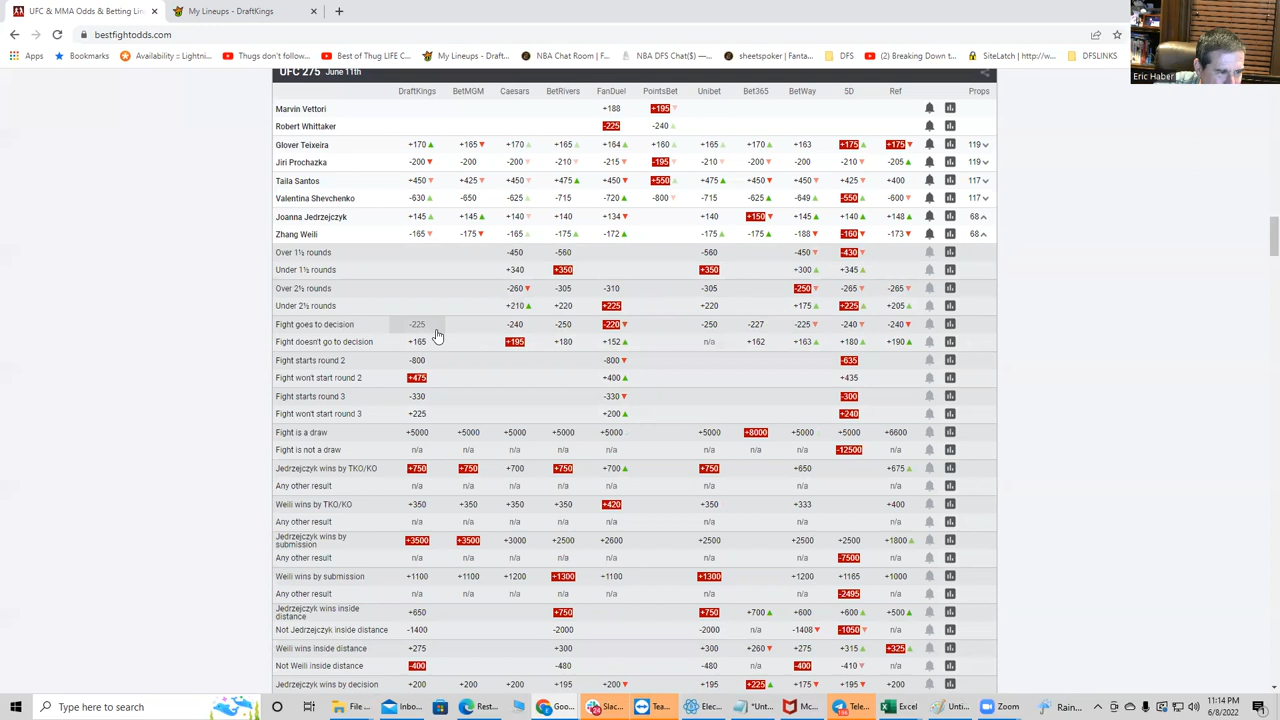 UFC & MMA Odds & Betting Lin × My Lineups - DraftKings × +
bestfightodds.com
Apps Bookmarks Availability :: Lightni... Thugs don't follow... Best of Thug LIFE C... My Lineups - Draft... NBA Chat Room | F... NBA DFS Chat($) —... sheetspoker | Fanta... DFS (2) Breaking Down t... SiteLatch | http://w... DFSLINKS
Eric Haber
UFC 275 June 11th
DraftKings BetMGM Caesars BetRivers FanDuel PointsBet Unibet Bet365 BetWay 5D Ref Props
Marvin Vettori +188 +195▼
Robert Whittaker -225 -240▲
Glover Teixeira +170▲ +165▼ +170▲ +165▲ +164▲ +160▲ +165▲ +170▲ +163 +175▲ +175▼ 119
Jiri Prochazka -200▼ -200 -200▼ -210▼ -215▼ -195▼ -210▼ -200▼ -200 -210▼ -205▲ 119
Taila Santos +450▼ +425▼ +450▼ +475▲ +450▼ +550▲ +475▲ +450▼ +450▼ +425▼ +400 117
Valentina Shevchenko -630▲ -650 -625▲ -715 -720▲ -800▼ -715 -625▲ -649▲ -550▲ -600▼ 117
Joanna Jedrzejczyk +145▲ +145▲ +140▼ +140 +134▼ +140 +150▼ +145▲ +140▲ +148▲ 68
Zhang Weili -165▼ -175▼ -165▲ -175▲ -172▲ -175▲ -175▲ -188▼ -160▼ -173▼ 68
Over 1½ rounds -450 -560 -560 -450▼ -430▼
Under 1½ rounds +340 +350 +350 +300▲ +345▲
Over 2½ rounds -260▼ -305 -310 -305 -250▼ -265▼ -265▼
Under 2½ rounds +210▲ +220 +225 +220 +175▲ +225▲ +205▲
Fight goes to decision -225 -240 -250 -220▼ -250 -227 -225▼ -240▼ -240▼
Fight doesn't go to decision +165 +195 +180 +152▲ n/a +162 +163▲ +180▲ +190▲
Fight starts round 2 -800 -800▼ -635
Fight won't start round 2 +475 +400▲ +435
Fight starts round 3 -330 -330▼ -300
Fight won't start round 3 +225 +200▲ +240
Fight is a draw +5000 +5000 +5000 +5000 +5000 +5000 +8000 +5000 +5000 +6600
Fight is not a draw n/a n/a n/a n/a n/a n/a n/a n/a -12500 n/a
Jedrzejczyk wins by TKO/KO +750 +750 +700 +750 +700▲ +750 +650 +675▲
Any other result n/a n/a n/a n/a n/a n/a n/a n/a
Weili wins by TKO/KO +350 +350 +350 +350 +420 +350 +333 +400
Any other result n/a n/a n/a n/a n/a n/a n/a n/a
Jedrzejczyk wins by
submission +3500 +3500 +3000 +2500 +2600 +2500 +2500 +2500 +1800▲
Any other result n/a n/a n/a n/a n/a n/a n/a -7500 n/a
Weili wins by submission +1100 +1100 +1200 +1300 +1100 +1300 +1200 +1165 +1000
Any other result n/a n/a n/a n/a n/a n/a n/a -2495 n/a
Jedrzejczyk wins inside
distance +650 +750 +750 +700▲ +600 +600▲ +500▲
Not Jedrzejczyk inside distance -1400 -2000 -2000 n/a -1408▼ -1050▼ n/a
Weili wins inside distance +275 +300 +300 +260▼ +275 +315▲ +325▲
Not Weili inside distance -400 -480 -480 n/a -400 -410▼ n/a
Jedrzejczyk wins by decision +200 +200 +200 +195 +200▼ +195 +225▲ +175▼ +195▼ +200
Type here to search File ... Inbo... Rest... Goo... Slac... Tea... Elec... "Unt... Mc... Tele... Excel Unti... Zoom Rain... 11:14 PM
6/8/2022